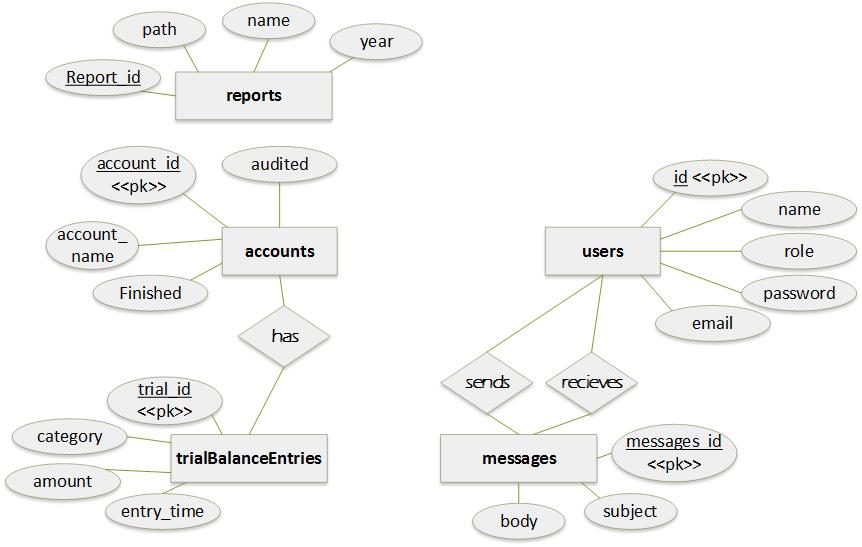 path
name
year
Report_id
reports
account_id
<<pk>>
audited
account_
name
accounts
Finished
has
trial_id
<<pk>>
category
trialBalanceEntries
amount
entry_time
id <<pk>>
name
users
role
password
email
sends
recieves
messages_id
<<pk>>
messages
body
subject